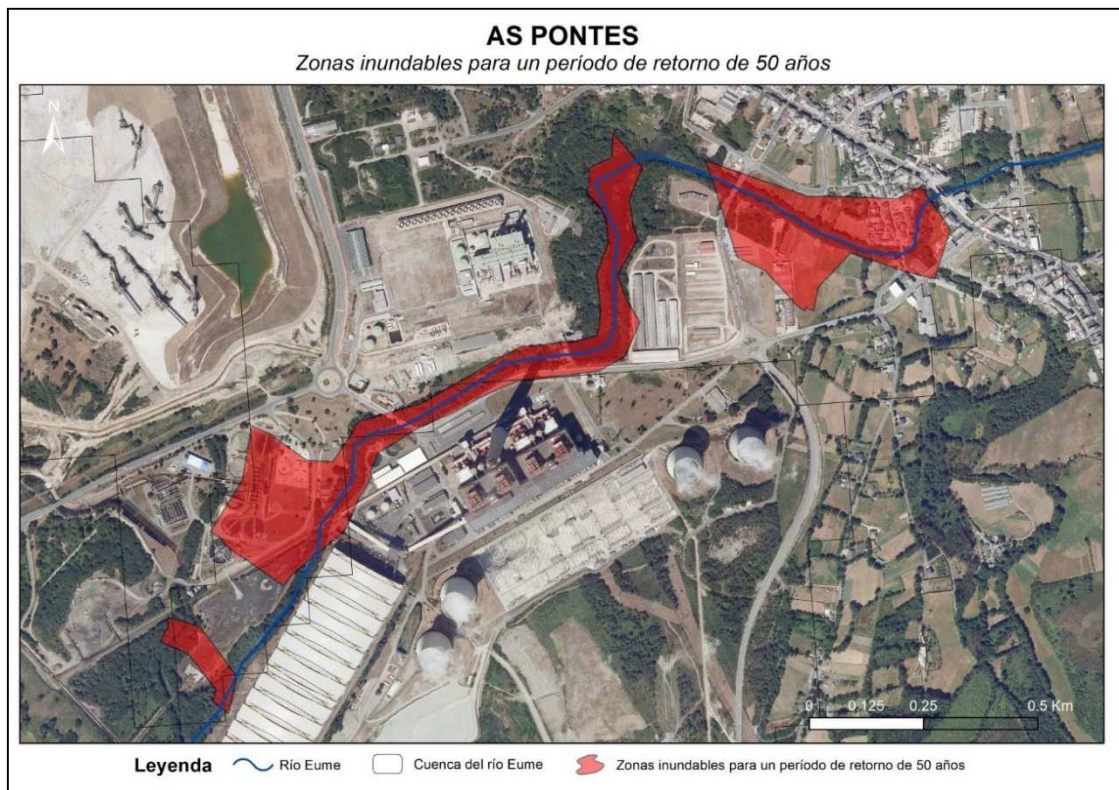 AS PONTES
Zonas inundables para un período de retorno de 50 años
N
0 0.125 0.25 0.5 Km
Leyenda Río Eume Cuenca del río Eume Zonas inundables para un período de retorno de 50 años